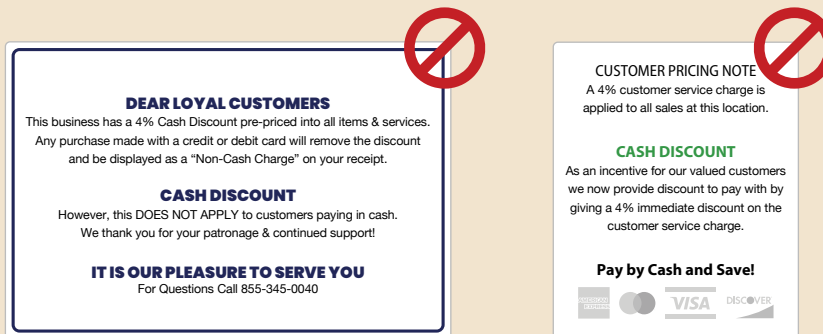 DEAR LOYAL CUSTOMERS
This business has a 4% Cash Discount pre-priced into all items & services.
Any purchase made with a credit or debit card will remove the discount
and be displayed as a “Non-Cash Charge” on your receipt.
CASH DISCOUNT
However, this DOES NOT APPLY to customers paying in cash.
We thank you for your patronage & continued support!
IT IS OUR PLEASURE TO SERVE YOU
For Questions Call 855-345-0040
CUSTOMER PRICING NOTE
A 4% customer service charge is
applied to all sales at this location.
CASH DISCOUNT
As an incentive for our valued customers
we now provide discount to pay with by
giving a 4% immediate discount on the
customer service charge.
Pay by Cash and Save!
AMERICAN EXPRESS
VISA
DISCOVER